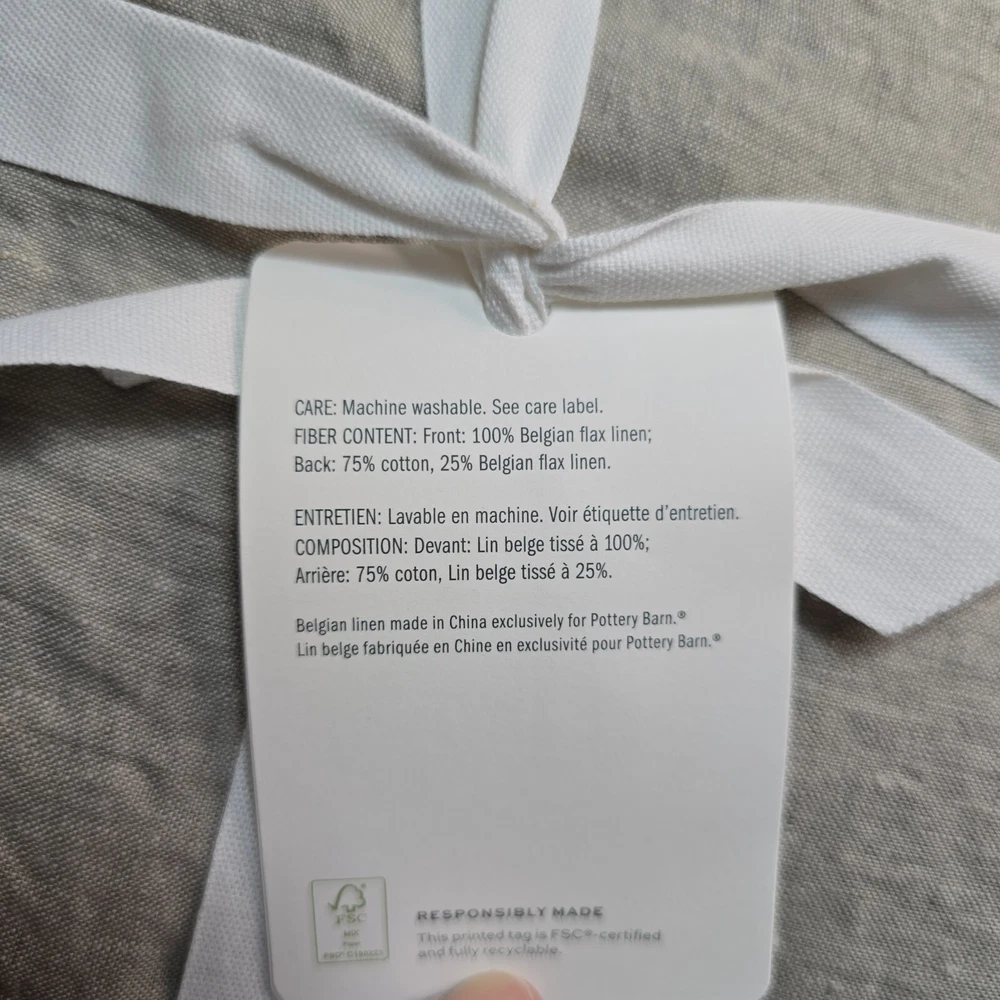 CARE: Machine washable. See care label.
FIBER CONTENT: Front: 100% Belgian flax linen;
Back: 75% cotton, 25% Belgian flax linen.
ENTRETIEN: Lavable en machine. Voir étiquette d'entretien.
COMPOSITION: Devant: Lin belge tissé à 100%;
Arrière: 75% coton, Lin belge tissé à 25%.
Belgian linen made in China exclusively for Pottery Barn.®
Lin belge fabriquée en Chine en exclusivité pour Pottery Barn.®
FSC
MIX
Paper
RESPONSIBLY MADE
This printed tag is FSC®-certified
and fully recyclable.